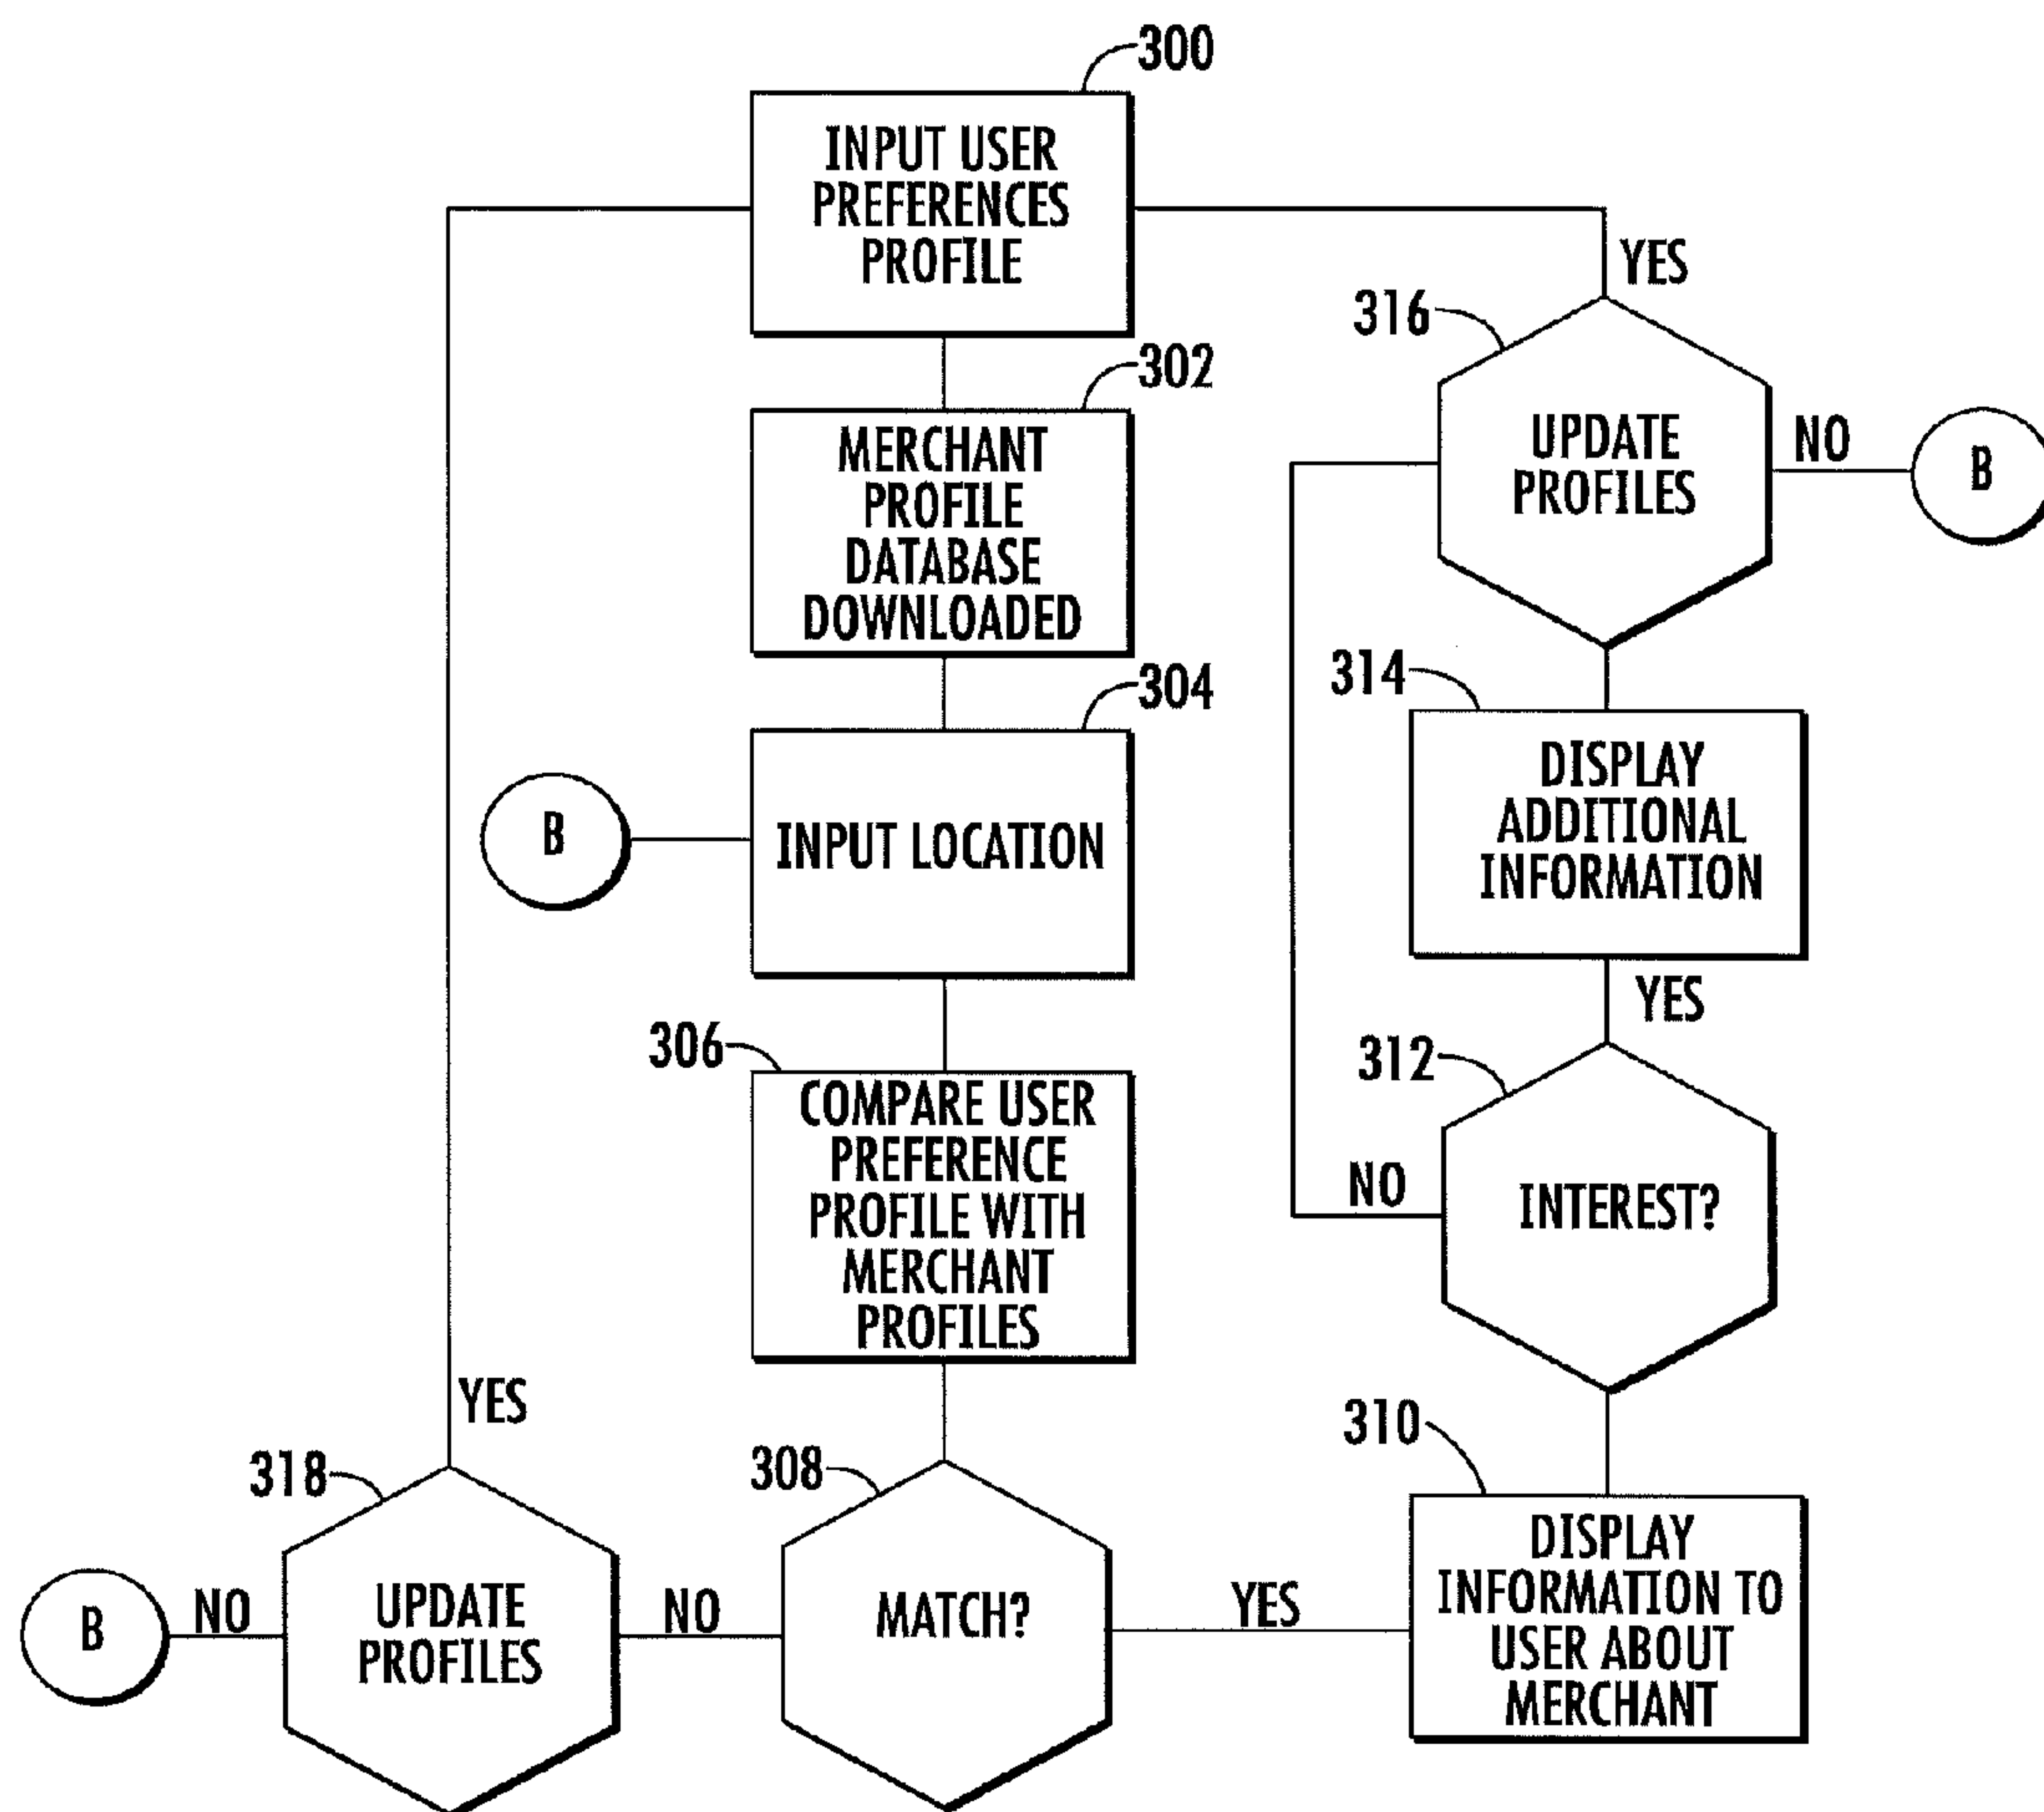 300
INPUT USER
PREFERENCES
PROFILE
YES
316
302
UPDATE
PROFILES
NO
B
MERCHANT
PROFILE
DATABASE
DOWNLOADED
314
304
DISPLAY
ADDITIONAL
INFORMATION
B
INPUT LOCATION
YES
306
312
COMPARE USER
PREFERENCE
PROFILE WITH
MERCHANT
PROFILES
NO
INTEREST?
YES
310
318
308
B
NO
UPDATE
PROFILES
NO
MATCH?
YES
DISPLAY
INFORMATION TO
USER ABOUT
MERCHANT